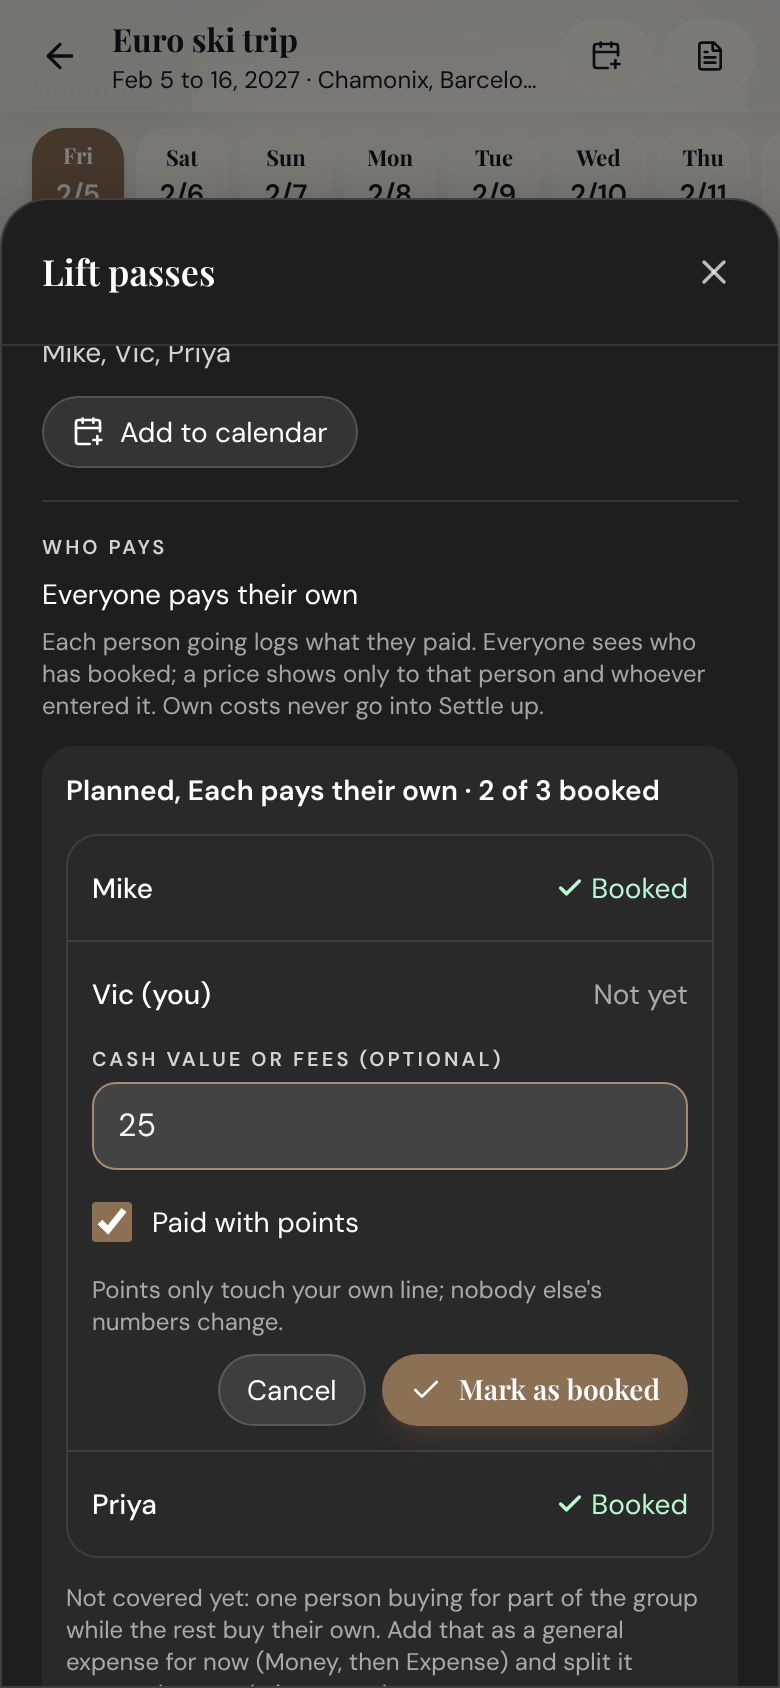 Euro ski trip
Feb 5 to 16, 2027 · Chamonix, Barcelo...
Fri Sat Sun Mon Tue Wed Thu
2/5 2/6 2/7 2/8 2/9 2/10 2/11
Lift passes
Mike, Vic, Priya
Add to calendar
WHO PAYS
Everyone pays their own
Each person going logs what they paid. Everyone sees who
has booked; a price shows only to that person and whoever
entered it. Own costs never go into Settle up.
Planned, Each pays their own · 2 of 3 booked
Mike Booked
Vic (you) Not yet
CASH VALUE OR FEES (OPTIONAL)
25
Paid with points
Points only touch your own line; nobody else's
numbers change.
Cancel Mark as booked
Priya Booked
Not covered yet: one person buying for part of the group
while the rest buy their own. Add that as a general
expense for now (Money, then Expense) and split it